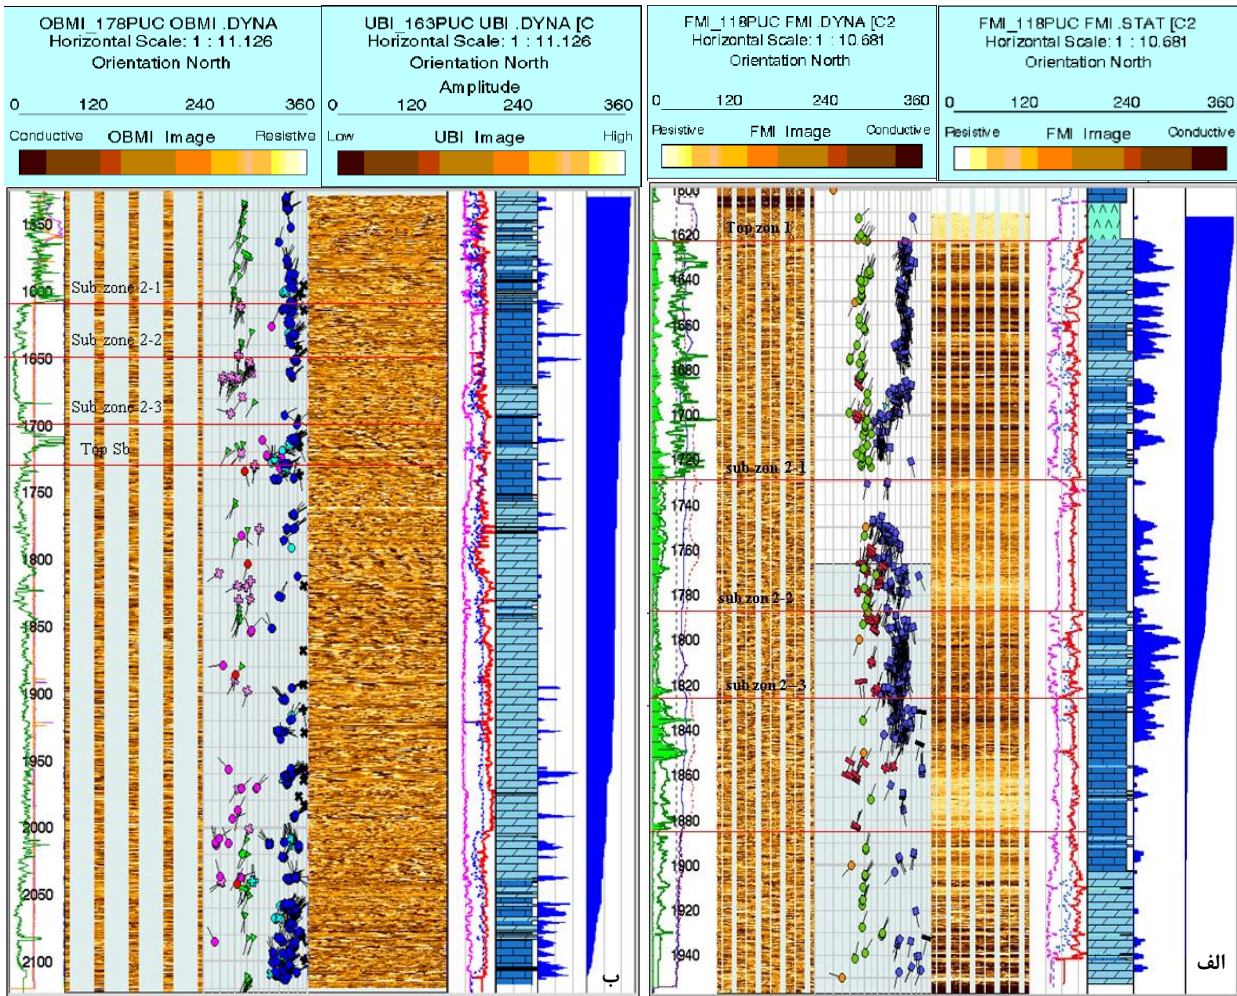 OBMI_178PUC OBMI .DYNA
Horizontal Scale: 1 : 11.126
Orientation North
0 120 240 360
Conductive OBMI Image Resistive
UBI_163PUC UBI .DYNA [C
Horizontal Scale: 1 : 11.126
Orientation North
Amplitude
0 120 240 360
Low UBI Image High
FMI_118PUC FMI .DYNA [C2
Horizontal Scale: 1 : 10.681
Orientation North
0 120 240 360
Resistive FMI Image Conductive
FMI_118PUC FMI .STAT [C2
Horizontal Scale: 1 : 10.681
Orientation North
0 120 240 360
Resistive FMI Image Conductive
1550
1600
Sub zone 2-1
Sub zone 2-2
1650
Sub zone 2-3
1700
Top Sb
1750
1800
1850
1900
1950
2000
2050
2100
ب
1600
Top zon 1
1620
1640
1660
1680
1700
1720
sub zon 2-1
1740
1760
1780
sub zon 2-2
1800
sub zon 2--3
1820
1840
1860
1880
1900
1920
1940
الف